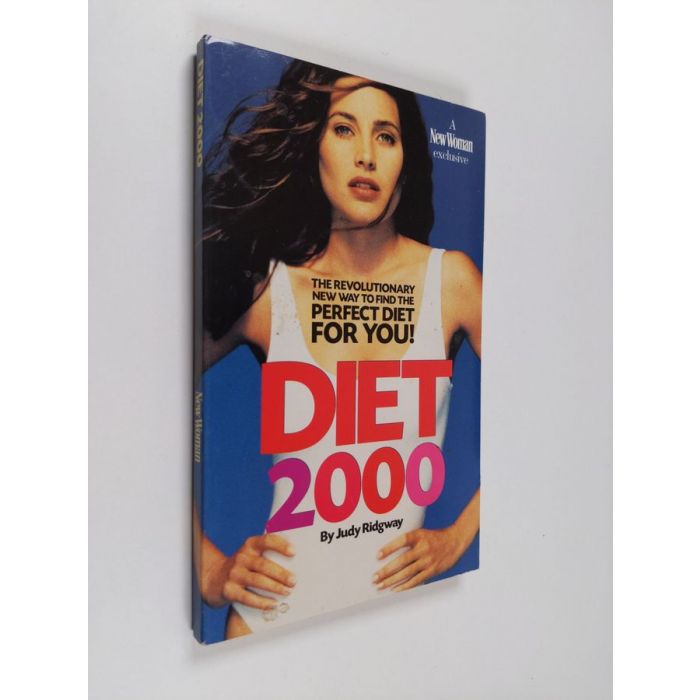 DIET 2000
New Woman
A
New Woman
exclusive
THE REVOLUTIONARY
NEW WAY TO FIND THE
PERFECT DIET
FOR YOU!
DIET
2000
By Judy Ridgway